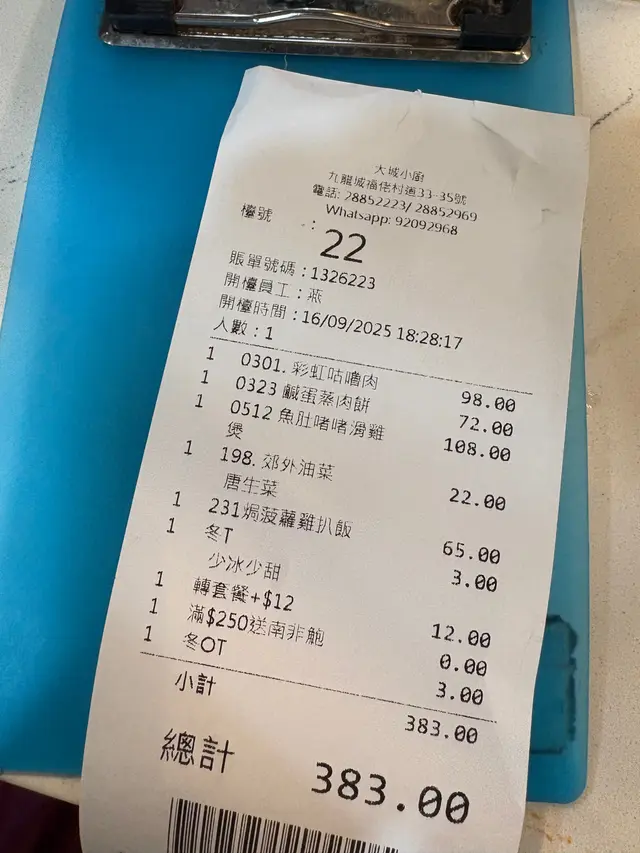 大城小廚
九龍城福佬村道33-35號
電話: 28852223/ 28852969
Whatsapp: 92092968
檯號 : 22
賬單號碼 : 1326223
開檯員工 : 燕
開檯時間 : 16/09/2025 18:28:17
人數 : 1
1 0301. 彩虹咕嚕肉 98.00
1 0323 鹹蛋蒸肉餅 72.00
1 0512 魚肚啫啫滑雞 108.00
煲
1 198. 郊外油菜 22.00
唐生菜
1 231焗菠蘿雞扒飯 65.00
1 冬T 3.00
少冰少甜
1 轉套餐+$12 12.00
1 滿$250送南非鮑 0.00
1 冬OT 3.00
小計 383.00
總計 383.00